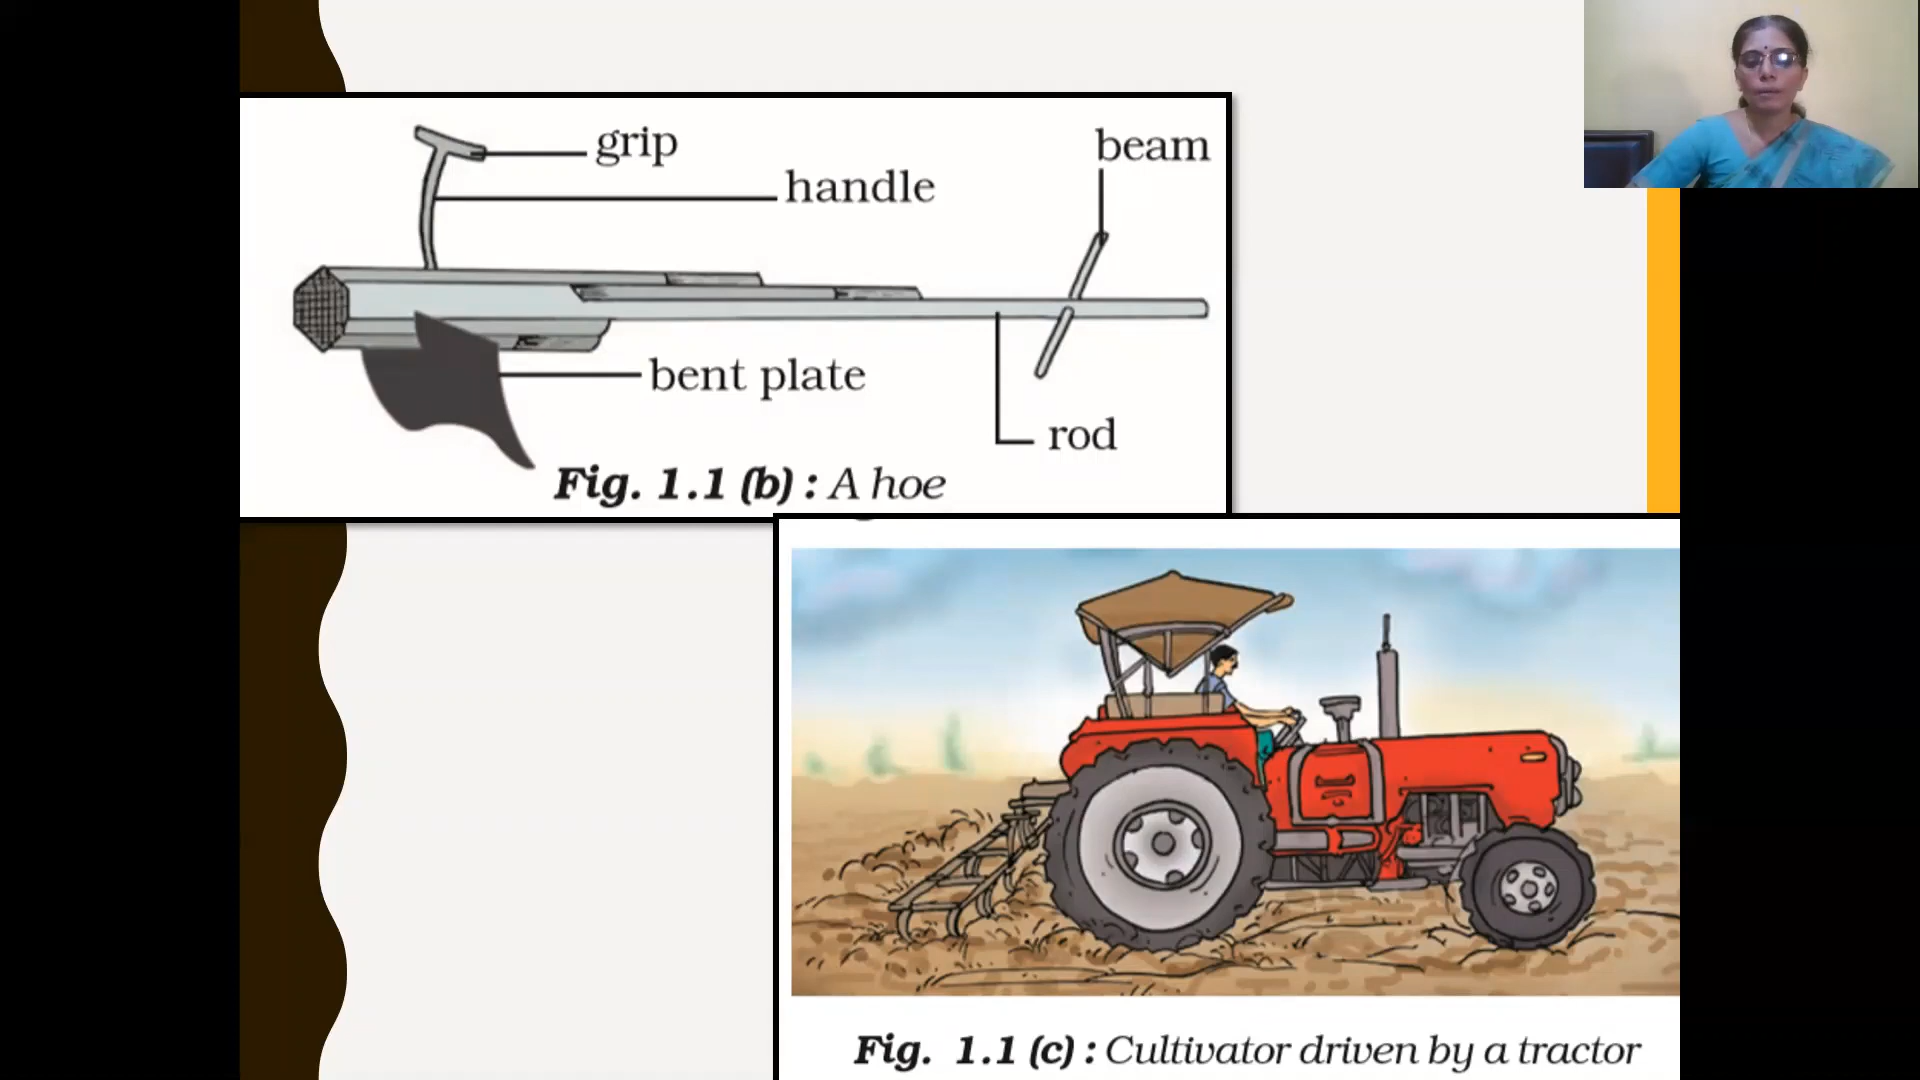 grip
beam
handle
bent plate
rod
Fig. 1.1 (b) : A hoe
Fig. 1.1 (c) : Cultivator driven by a tractor